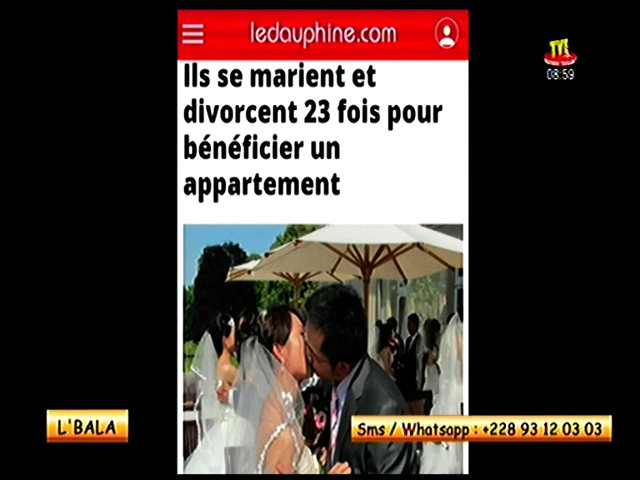 ledauphine.com
Ils se marient et
divorcent 23 fois pour
bénéficier un
appartement
08:59
L'BALA
Sms / Whatsapp : +228 93 12 03 03